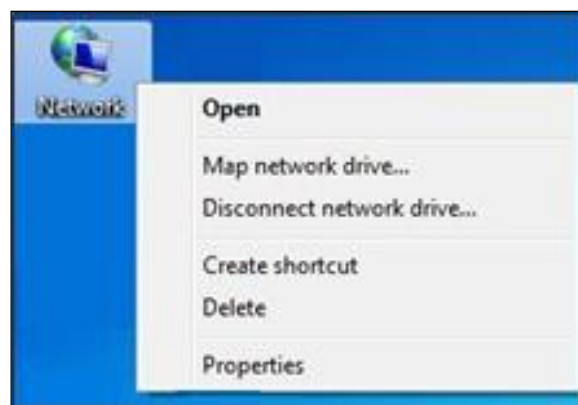 Network
Open
Map network drive...
Disconnect network drive...
Create shortcut
Delete
Properties